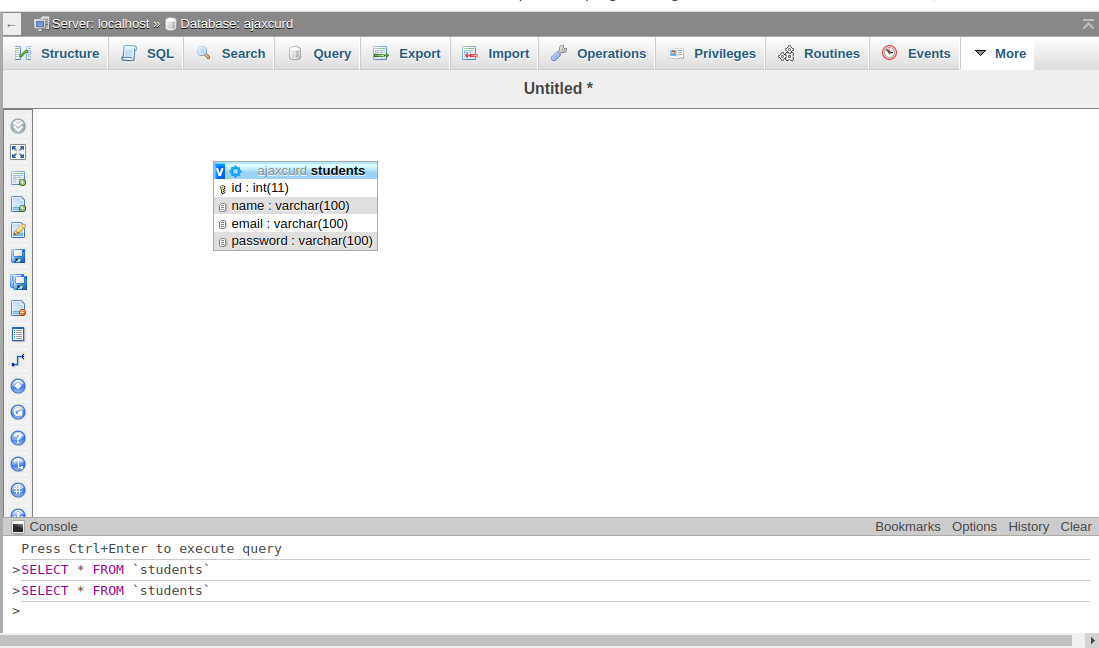 ← Server: localhost » Database: ajaxcurd
Structure SQL Search Query Export Import Operations Privileges Routines Events More
Untitled *
v ajaxcurd students
id : int(11)
name : varchar(100)
email : varchar(100)
password : varchar(100)
Console Bookmarks Options History Clear
Press Ctrl+Enter to execute query
>SELECT * FROM `students`
>SELECT * FROM `students`
>